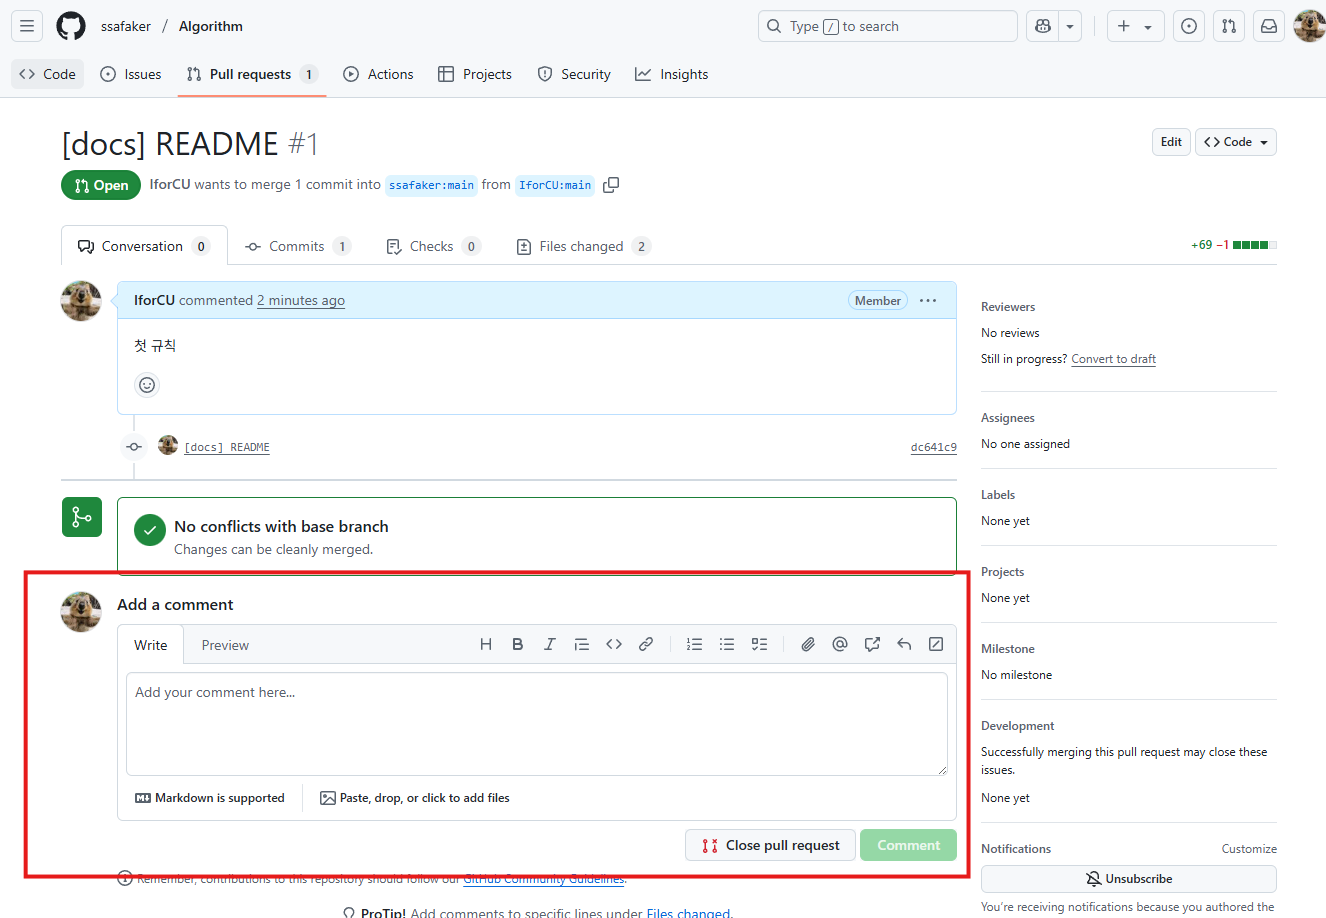 ssafaker / Algorithm
Type / to search
Code
Issues
Pull requests 1
Actions
Projects
Security
Insights
[docs] README #1
Edit
Code
Open
IforCU wants to merge 1 commit into ssafaker:main from IforCU:main
Conversation 0
Commits 1
Checks 0
Files changed 2
+69 −1
IforCU commented 2 minutes ago
Member
첫 규칙
[docs] README
dc641c9
No conflicts with base branch
Changes can be cleanly merged.
Add a comment
Write
Preview
Add your comment here...
Markdown is supported
Paste, drop, or click to add files
Close pull request
Comment
Remember, contributions to this repository should follow our GitHub Community Guidelines.
ProTip! Add comments to specific lines under Files changed.
Reviewers
No reviews
Still in progress? Convert to draft
Assignees
No one assigned
Labels
None yet
Projects
None yet
Milestone
No milestone
Development
Successfully merging this pull request may close these
issues.
None yet
Notifications
Customize
Unsubscribe
You're receiving notifications because you authored the